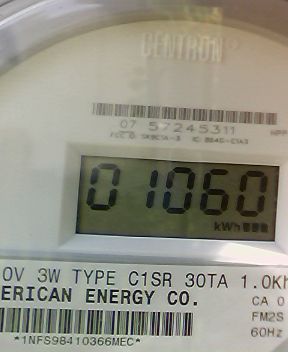 CENTRON®
07 57245311
01060
kWh
0V 3W TYPE C1SR 30TA 1.0Kh
ERICAN ENERGY CO.
CA 0
FM2S
60Hz
*1NFS98410366MEC*